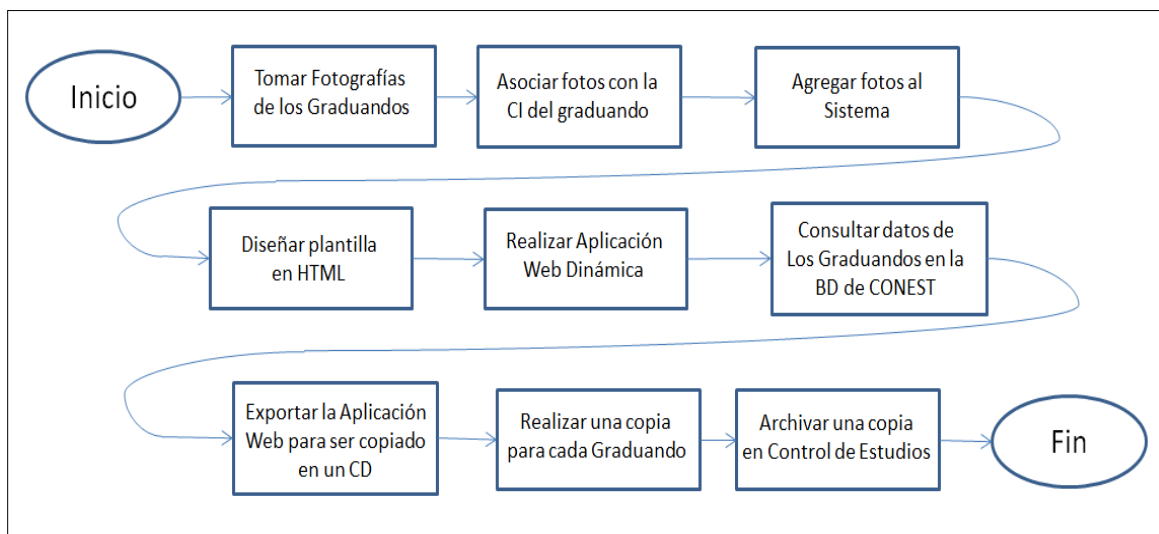 Inicio
Tomar Fotografías
de los Graduandos
Asociar fotos con la
CI del graduando
Agregar fotos al
Sistema
Diseñar plantilla
en HTML
Realizar Aplicación
Web Dinámica
Consultar datos de
Los Graduandos en la
BD de CONEST
Exportar la Aplicación
Web para ser copiado
en un CD
Realizar una copia
para cada Graduando
Archivar una copia
en Control de Estudios
Fin